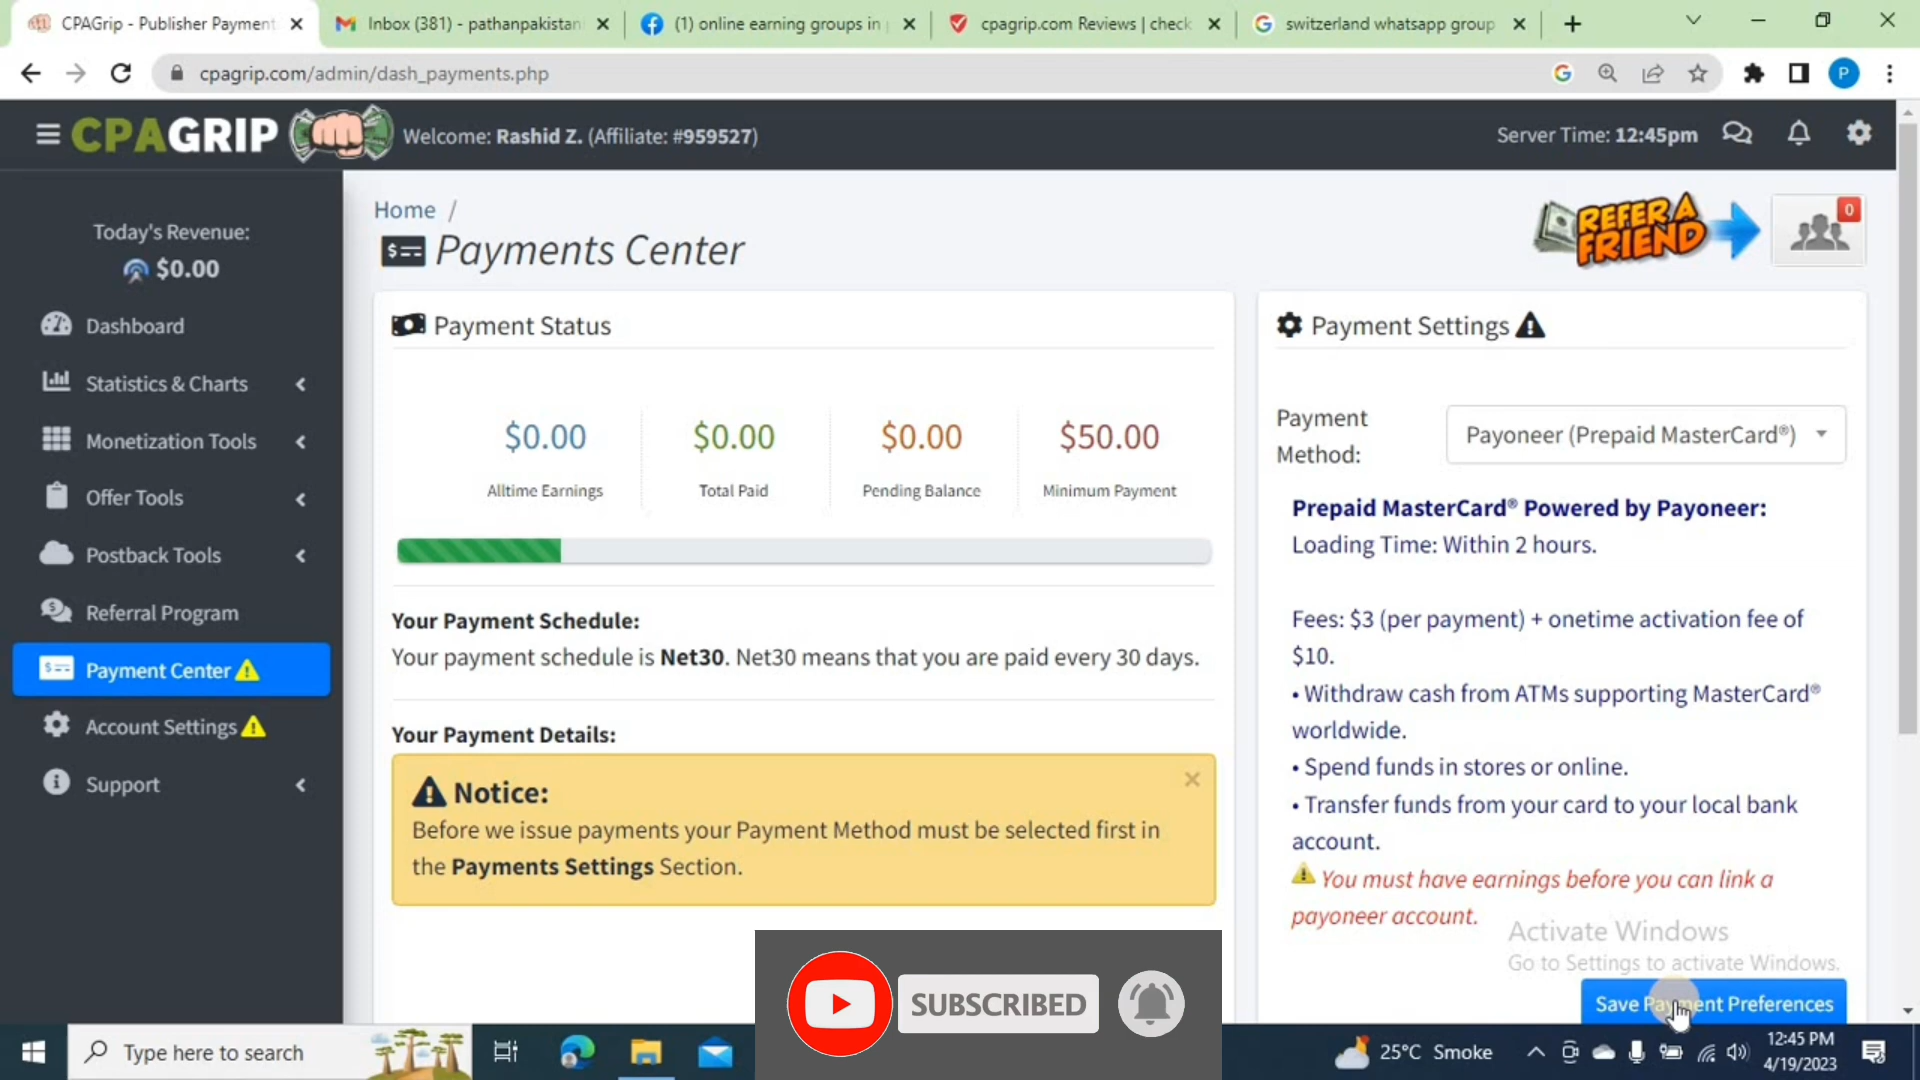 CPAGrip - Publisher Payment
Inbox (381) - pathanpakistan
(1) online earning groups in
cpagrip.com Reviews | check
switzerland whatsapp group
cpagrip.com/admin/dash_payments.php
P
CPAGRIP
Welcome: Rashid Z. (Affiliate: #959527)
Server Time: 12:45pm
Today's Revenue:
$0.00
Dashboard
Statistics & Charts
Monetization Tools
Offer Tools
Postback Tools
Referral Program
Payment Center
Account Settings
Support
Home /
Payments Center
REFER A
FRIEND
0
Payment Status
$0.00
Alltime Earnings
$0.00
Total Paid
$0.00
Pending Balance
$50.00
Minimum Payment
Your Payment Schedule:
Your payment schedule is Net30. Net30 means that you are paid every 30 days.
Your Payment Details:
Notice:
Before we issue payments your Payment Method must be selected first in
the Payments Settings Section.
Payment Settings
Payment
Method:
Payoneer (Prepaid MasterCard®)
Prepaid MasterCard® Powered by Payoneer:
Loading Time: Within 2 hours.
Fees: $3 (per payment) + onetime activation fee of
$10.
• Withdraw cash from ATMs supporting MasterCard®
worldwide.
• Spend funds in stores or online.
• Transfer funds from your card to your local bank
account.
You must have earnings before you can link a
payoneer account.
Activate Windows
Go to Settings to activate Windows.
Save Payment Preferences
SUBSCRIBED
Type here to search
25°C Smoke
12:45 PM
4/19/2023